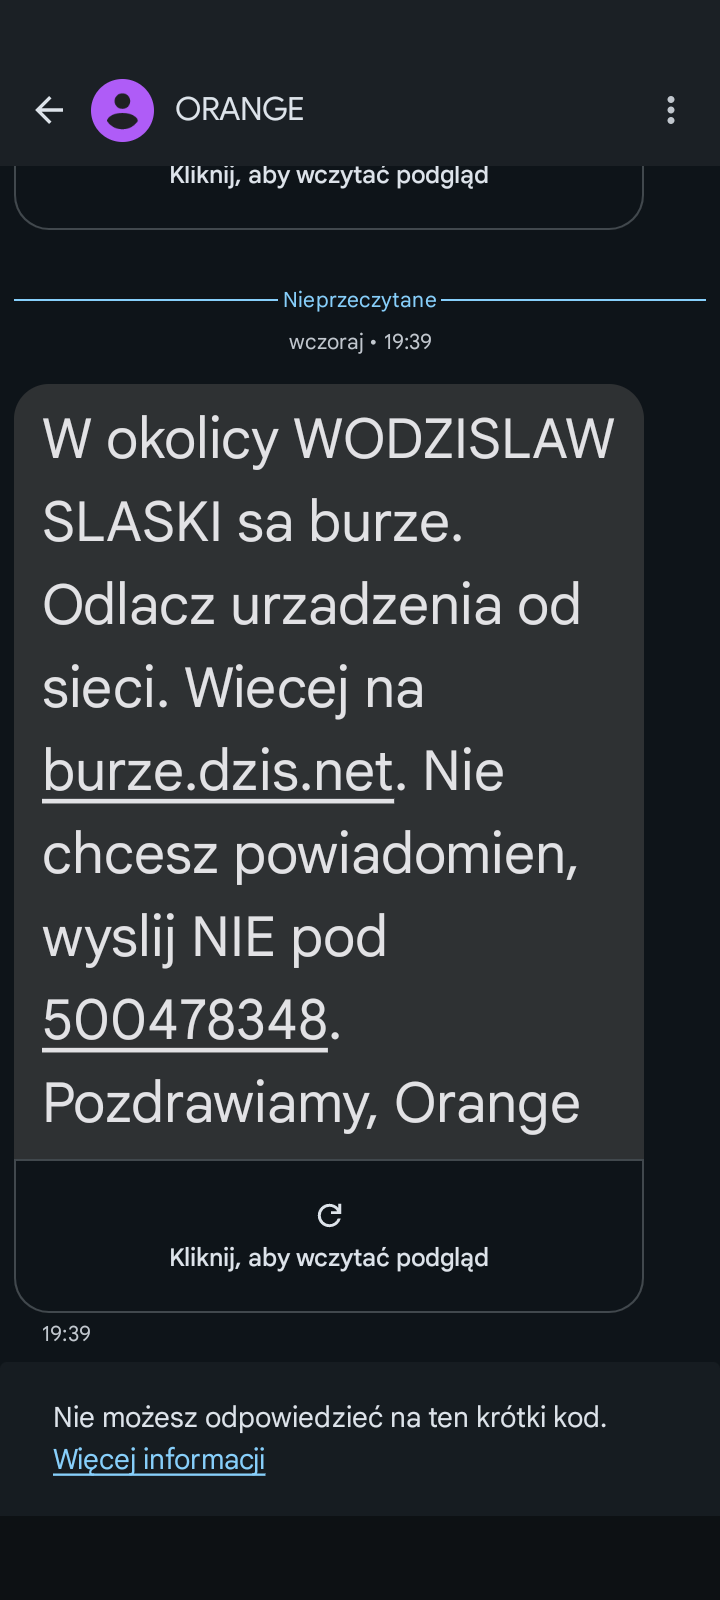 ORANGE
Kliknij, aby wczytać podgląd
Nieprzeczytane
wczoraj • 19:39
W okolicy WODZISLAW
SLASKI sa burze.
Odlacz urzadzenia od
sieci. Wiecej na
burze.dzis.net. Nie
chcesz powiadomien,
wyslij NIE pod
500478348.
Pozdrawiamy, Orange
Kliknij, aby wczytać podgląd
19:39
Nie możesz odpowiedzieć na ten krótki kod.
Więcej informacji